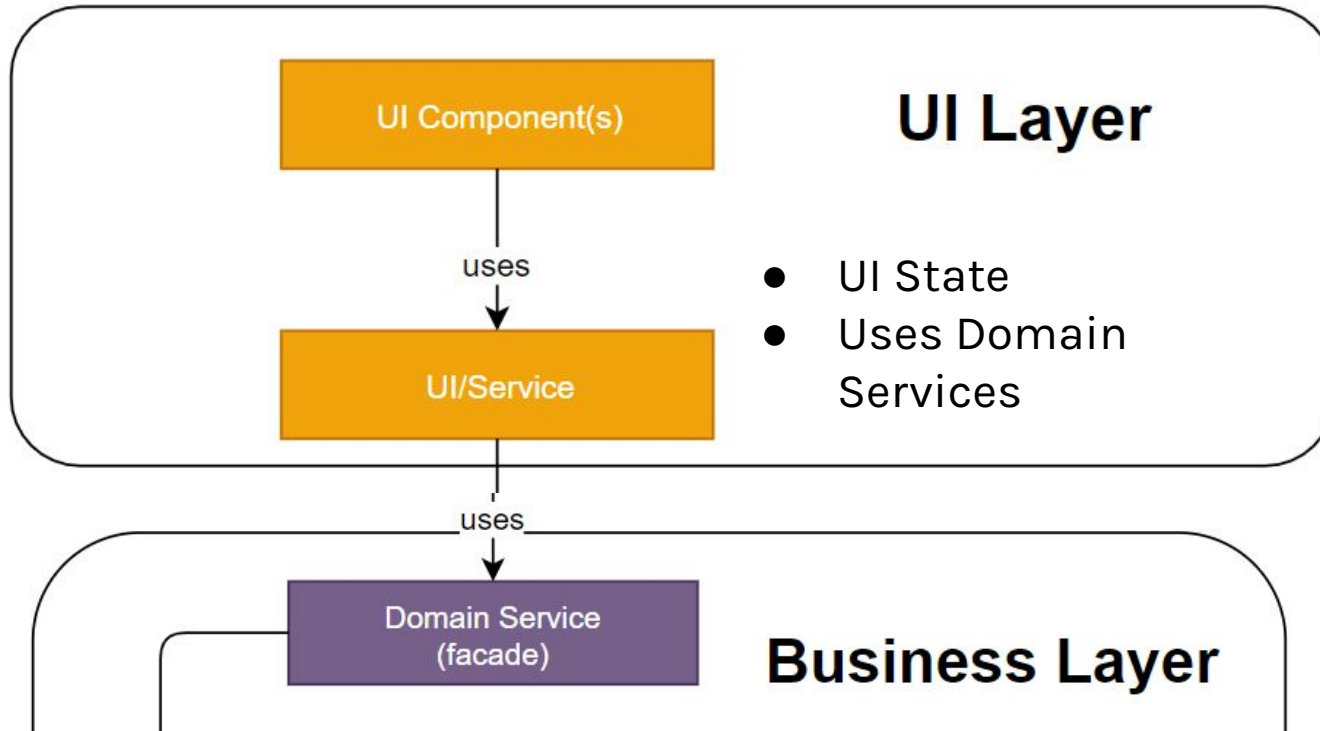 UI Component(s)
UI Layer
uses
● UI State
● Uses Domain
Services
UI/Service
uses
Domain Service
(facade)
Business Layer